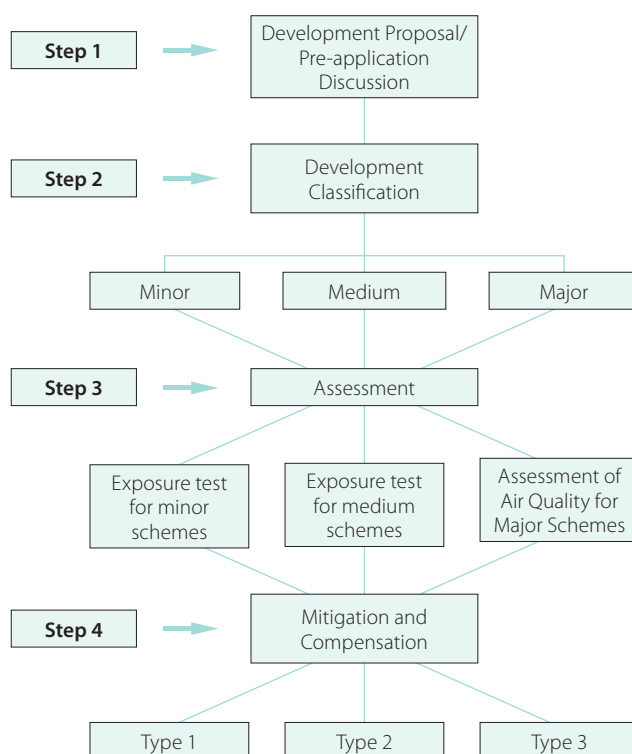 Step 1
Development Proposal/
Pre-application
Discussion
Step 2
Development
Classification
Minor
Medium
Major
Step 3
Assessment
Exposure test
for minor
schemes
Exposure test
for medium
schemes
Assessment of
Air Quality for
Major Schemes
Step 4
Mitigation and
Compensation
Type 1
Type 2
Type 3